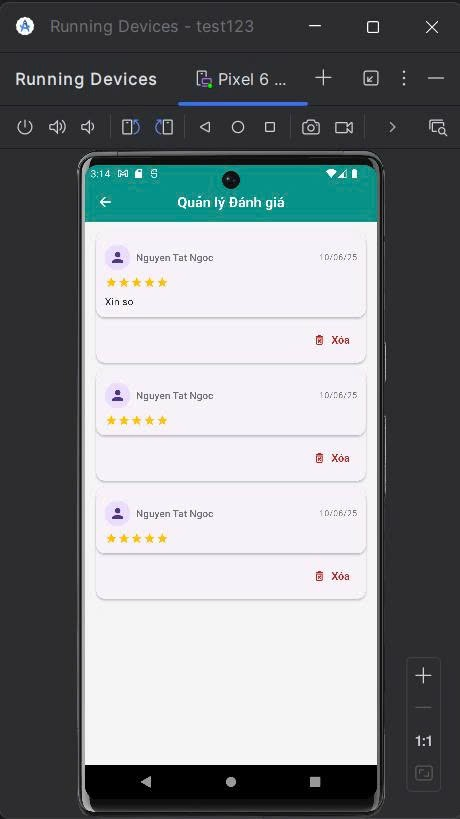 Running Devices - test123
Running Devices
Pixel 6 ...
3:14
Quản lý Đánh giá
Nguyen Tat Ngoc
10/06/25
Xin so
Xóa
Nguyen Tat Ngoc
10/06/25
Xóa
Nguyen Tat Ngoc
10/06/25
Xóa
1:1